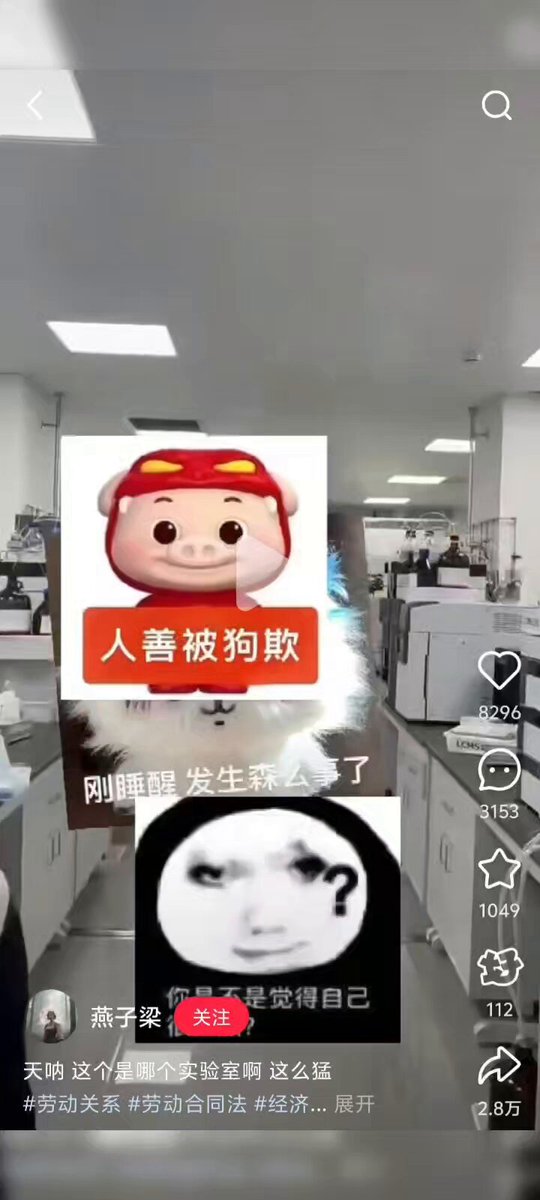 人善被狗欺
刚睡醒 发生森么事了
?
你是不是觉得自己
8296
3153
1049
112
2.8万
LCMS
燕子梁
关注
天呐 这个是哪个实验室啊 这么猛
#劳动关系 #劳动合同法 #经济... 展开